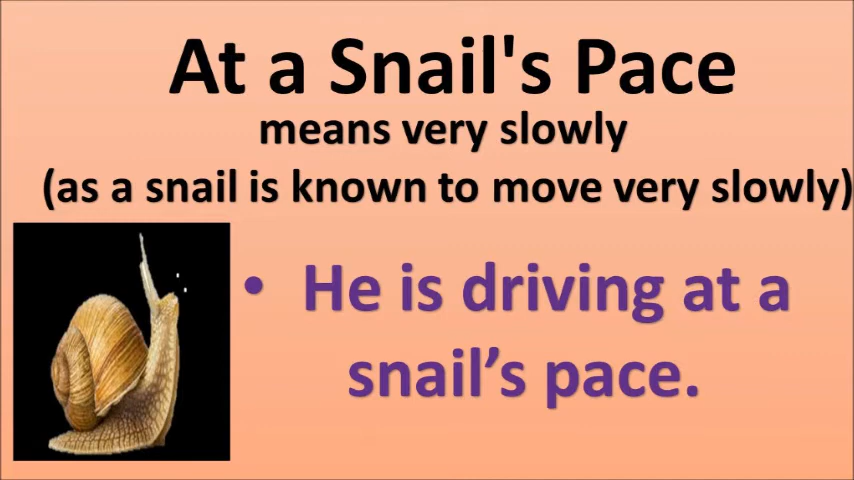 At a Snail's Pace
means very slowly
(as a snail is known to move very slowly)
• He is driving at a
snail’s pace.